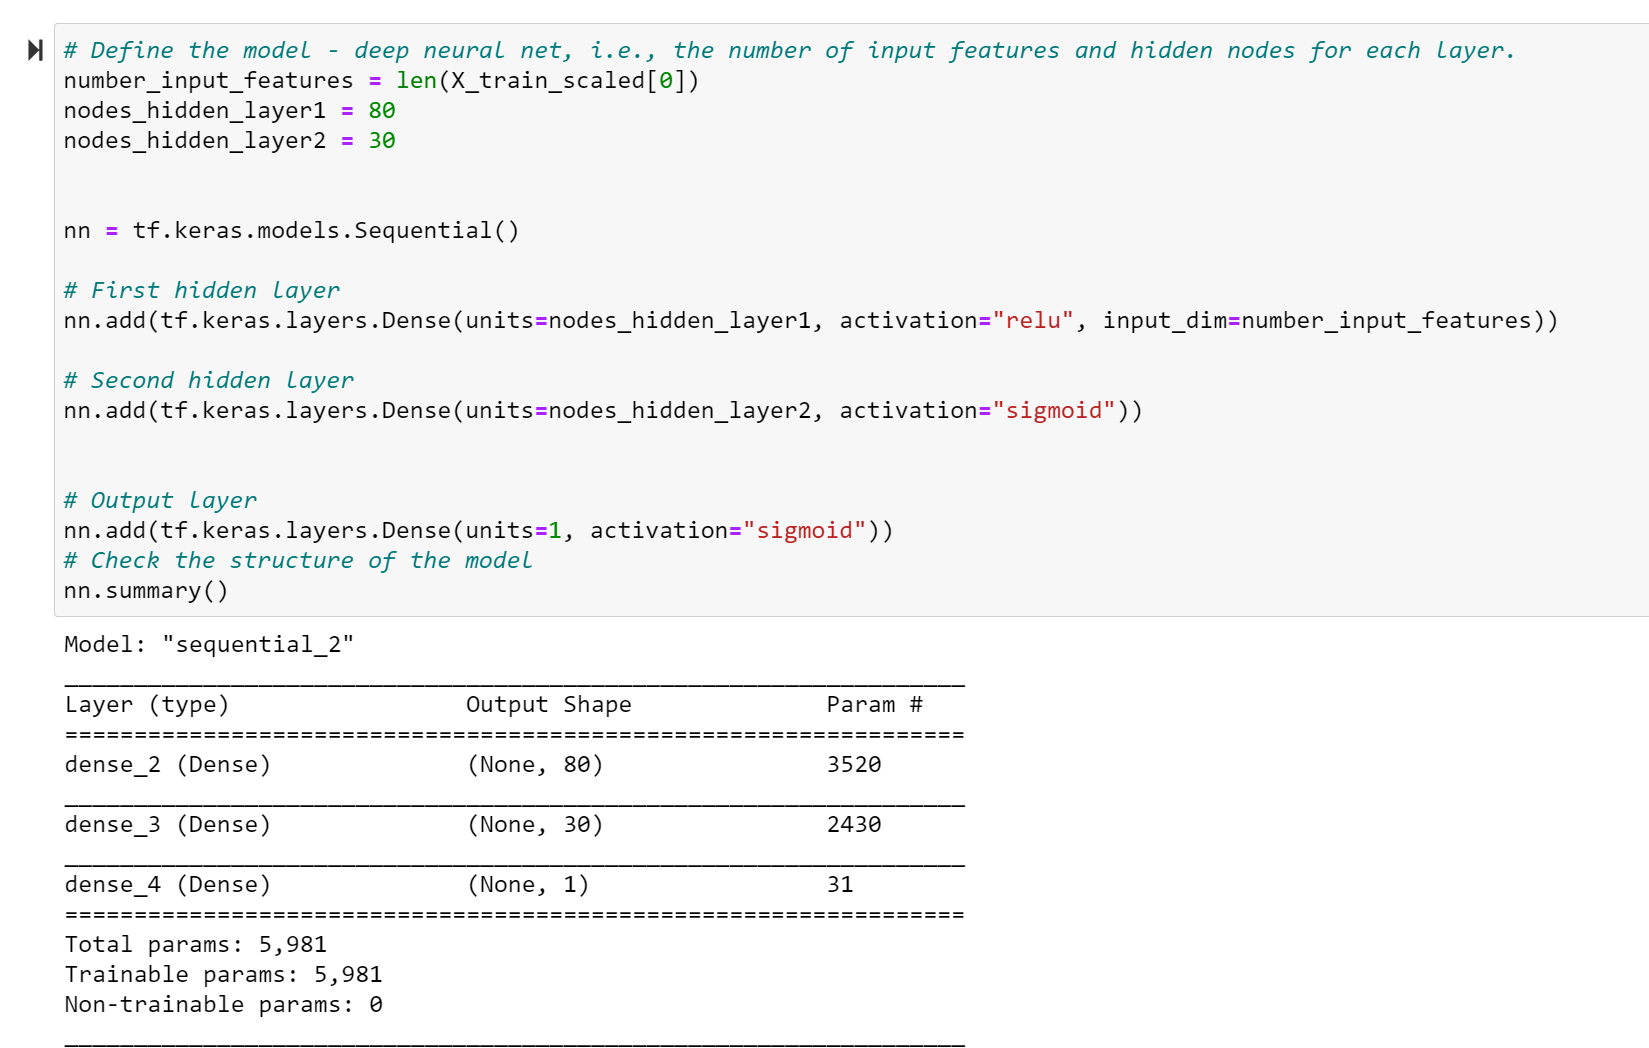 # Define the model - deep neural net, i.e., the number of input features and hidden nodes for each layer.
number_input_features = len(X_train_scaled[0])
nodes_hidden_layer1 = 80
nodes_hidden_layer2 = 30
nn = tf.keras.models.Sequential()
# First hidden layer
nn.add(tf.keras.layers.Dense(units=nodes_hidden_layer1, activation="relu", input_dim=number_input_features))
# Second hidden layer
nn.add(tf.keras.layers.Dense(units=nodes_hidden_layer2, activation="sigmoid"))
# Output layer
nn.add(tf.keras.layers.Dense(units=1, activation="sigmoid"))
# Check the structure of the model
nn.summary()
Model: "sequential_2"
_________________________________________________________________
Layer (type)                 Output Shape              Param #
=================================================================
dense_2 (Dense)              (None, 80)                3520
_________________________________________________________________
dense_3 (Dense)              (None, 30)                2430
_________________________________________________________________
dense_4 (Dense)              (None, 1)                 31
=================================================================
Total params: 5,981
Trainable params: 5,981
Non-trainable params: 0
_________________________________________________________________